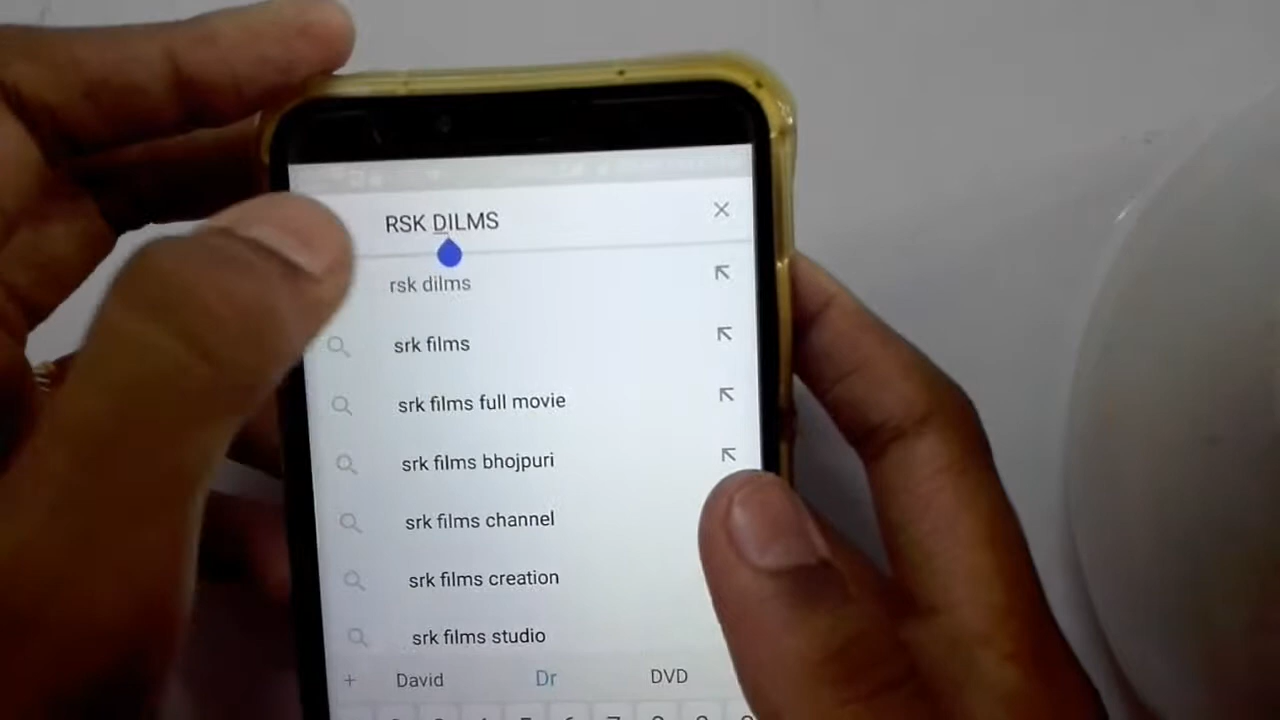 RSK DILMS
rsk dilms
srk films
srk films full movie
srk films bhojpuri
srk films channel
srk films creation
srk films studio
David Dr DVD